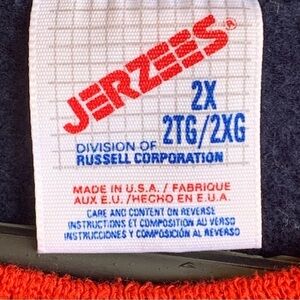 JERZEES®
2X
2TG/2XG
DIVISION OF
RUSSELL CORPORATION
MADE IN U.S.A. / FABRIQUE
AUX E.U. /HECHO EN E.U.A.
CARE AND CONTENT ON REVERSE
INSTRUCTIONS ET COMPOSITION AU VERSO
INSTRUCCIONES Y COMPOSICIÓN AL REVERSO